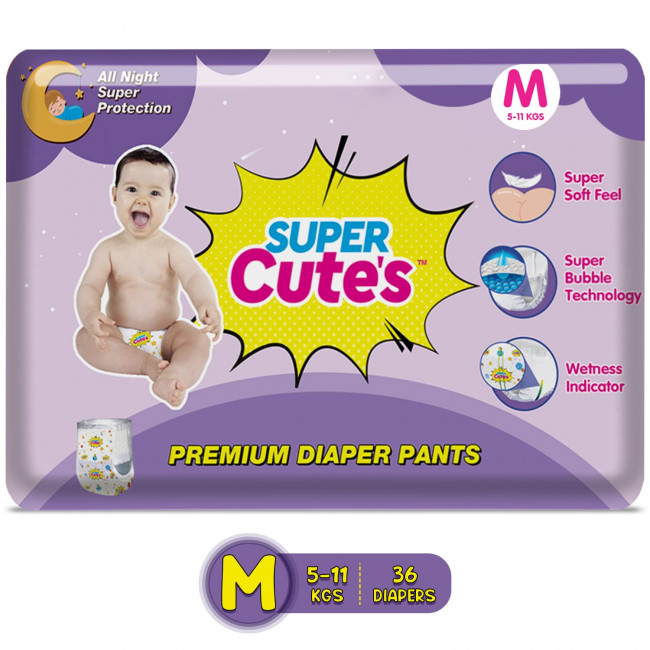 All Night
Super
Protection
M
5-11 KGS
SUPER
Cute's™
Super
Soft Feel
Super
Bubble
Technology
Wetness
Indicator
PREMIUM DIAPER PANTS
M
5-11
KGS
36
DIAPERS